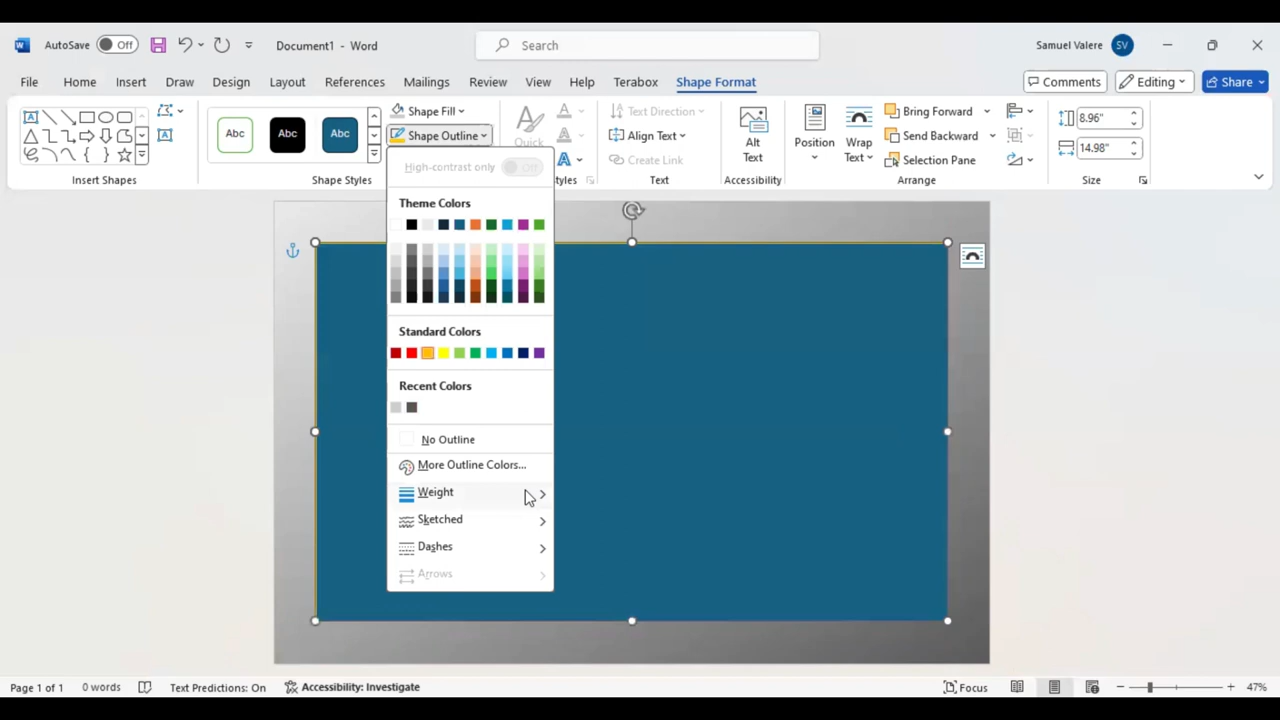 AutoSave Off Document1 - Word Search Samuel Valere SV
File Home Insert Draw Design Layout References Mailings Review View Help Terabox Shape Format Comments Editing Share
Abc Abc Abc
Shape Fill
Shape Outline
Quick
Styles
Text Direction
Align Text
Create Link
Alt
Text
Position
Wrap
Text
Bring Forward
Send Backward
Selection Pane
8.96"
14.98"
Insert Shapes Shape Styles Text Accessibility Arrange Size
High-contrast only Off
Theme Colors
Standard Colors
Recent Colors
No Outline
More Outline Colors...
Weight
Sketched
Dashes
Arrows
Page 1 of 1 0 words Text Predictions: On Accessibility: Investigate Focus 47%